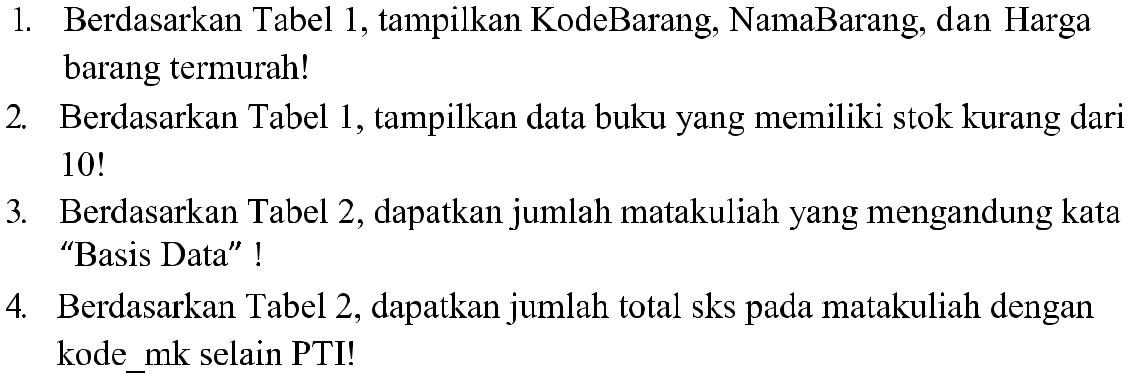 1. Berdasarkan Tabel 1, tampilkan KodeBarang, NamaBarang, dan Harga
barang termurah!
2. Berdasarkan Tabel 1, tampilkan data buku yang memiliki stok kurang dari
10!
3. Berdasarkan Tabel 2, dapatkan jumlah matakuliah yang mengandung kata
“Basis Data” !
4. Berdasarkan Tabel 2, dapatkan jumlah total sks pada matakuliah dengan
kode_mk selain PTI!